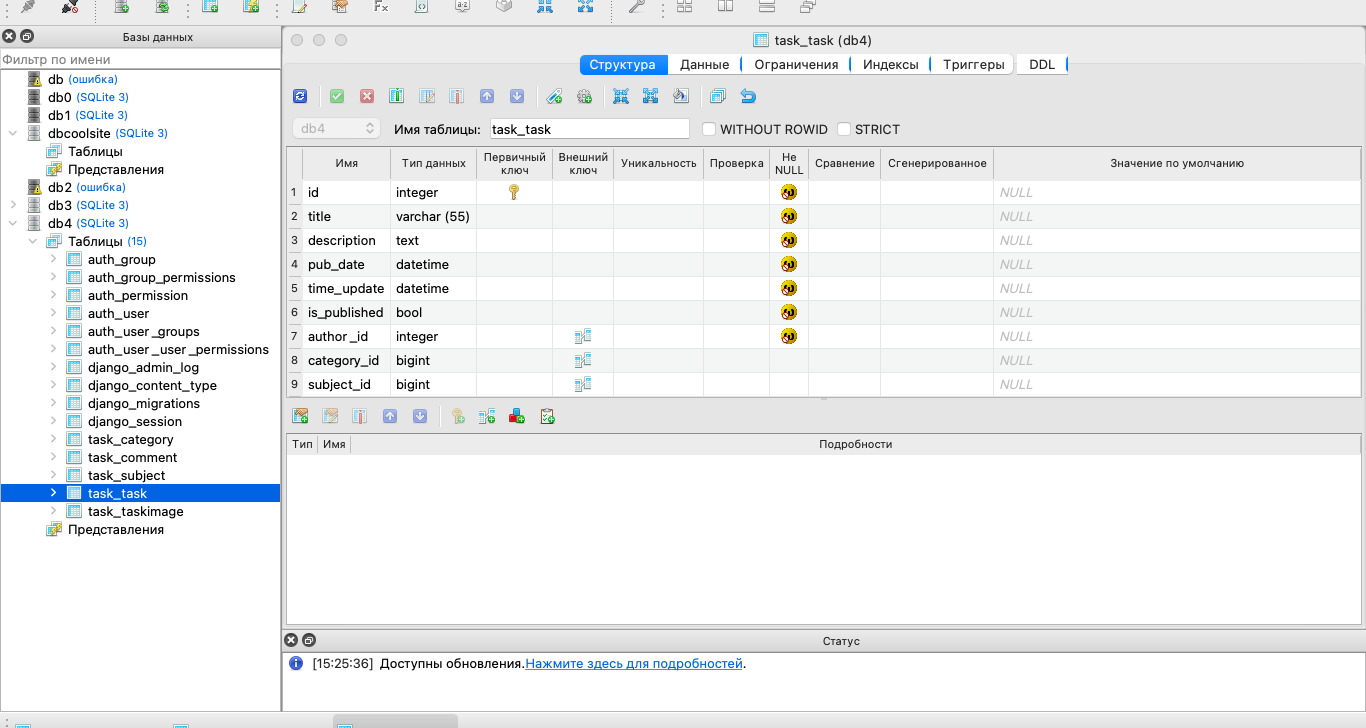 Базы данных
Фильтр по имени
db (ошибка)
db0 (SQLite 3)
db1 (SQLite 3)
dbcoolsite (SQLite 3)
Таблицы
Представления
db2 (ошибка)
db3 (SQLite 3)
db4 (SQLite 3)
Таблицы (15)
auth_group
auth_group_permissions
auth_permission
auth_user
auth_user_groups
auth_user_user_permissions
django_admin_log
django_content_type
django_migrations
django_session
task_category
task_comment
task_subject
task_task
task_taskimage
Представления
task_task (db4)
Структура Данные Ограничения Индексы Триггеры DDL
db4 Имя таблицы: task_task WITHOUT ROWID STRICT
Имя Тип данных Первичный ключ Внешний ключ Уникальность Проверка Не NULL Сравнение Сгенерированное Значение по умолчанию
1 id integer NULL
2 title varchar (55) NULL
3 description text NULL
4 pub_date datetime NULL
5 time_update datetime NULL
6 is_published bool NULL
7 author_id integer NULL
8 category_id bigint NULL
9 subject_id bigint NULL
Тип Имя Подробности
Статус
[15:25:36] Доступны обновления.Нажмите здесь для подробностей.